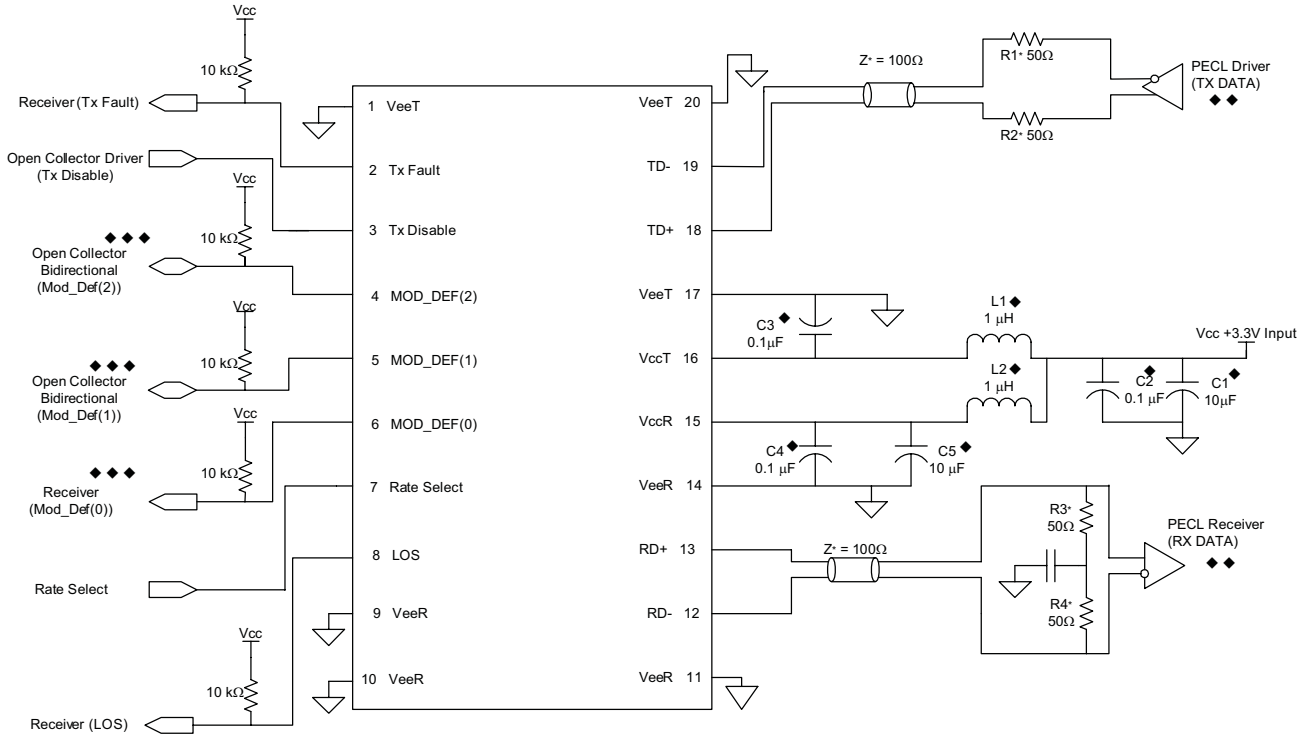 Vcc
10 kΩ
Receiver (Tx Fault)
Open Collector Driver
(Tx Disable)
Vcc
10 kΩ
◆ ◆ ◆
Open Collector
Bidirectional
(Mod_Def(2))
Vcc
10 kΩ
◆ ◆ ◆
Open Collector
Bidirectional
(Mod_Def(1))
Vcc
10 kΩ
◆ ◆ ◆
Receiver
(Mod_Def(0))
Rate Select
Vcc
10 kΩ
Receiver (LOS)
1 VeeT
2 Tx Fault
3 Tx Disable
4 MOD_DEF(2)
5 MOD_DEF(1)
6 MOD_DEF(0)
7 Rate Select
8 LOS
9 VeeR
10 VeeR
VeeT 20
TD- 19
TD+ 18
VeeT 17
VccT 16
VccR 15
VeeR 14
RD+ 13
RD- 12
VeeR 11
Z* = 100Ω
R1* 50Ω
R2* 50Ω
PECL Driver
(TX DATA)
◆ ◆
C3 ◆
0.1µF
L1 ◆
1 µH
L2 ◆
1 µH
Vcc +3.3V Input
C2 ◆
0.1 µF
C1 ◆
10µF
C4 ◆
0.1 µF
C5 ◆
10 µF
Z* = 100Ω
R3*
50Ω
R4*
50Ω
PECL Receiver
(RX DATA)
◆ ◆